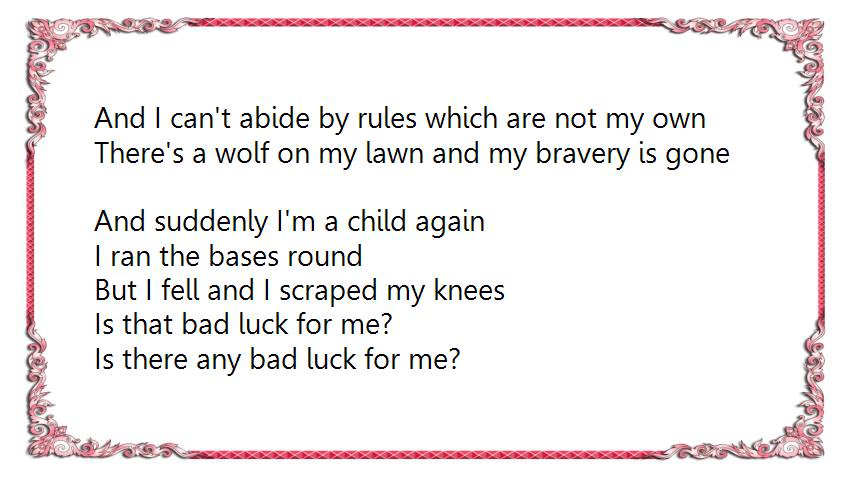 And I can't abide by rules which are not my own
There's a wolf on my lawn and my bravery is gone
And suddenly I'm a child again
I ran the bases round
But I fell and I scraped my knees
Is that bad luck for me?
Is there any bad luck for me?